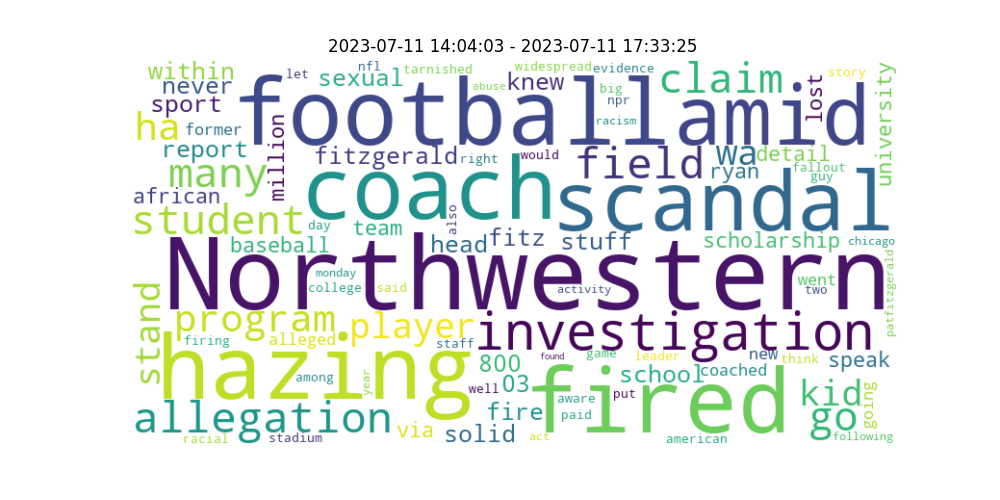 2023-07-11 14:04:03 - 2023-07-11 17:33:25
within let nfl tarnished widespread evidence story
never sexual abuse knew big claim lost
sport football npr amid university
ha former million racism
report fitzgerald right would field wa detail
many coach scandal ryan fallout guy
african
student day team also fitz stuff scholarship chicago
baseball head
Northwestern
monday college said activity went two patfitzgerald
stand program player investigation
firing alleged staff found game leader new think speak
hazing among year 800 school coached
well 03 fired put kid
allegation fire aware paid go going
via solid act american following
racial stadium